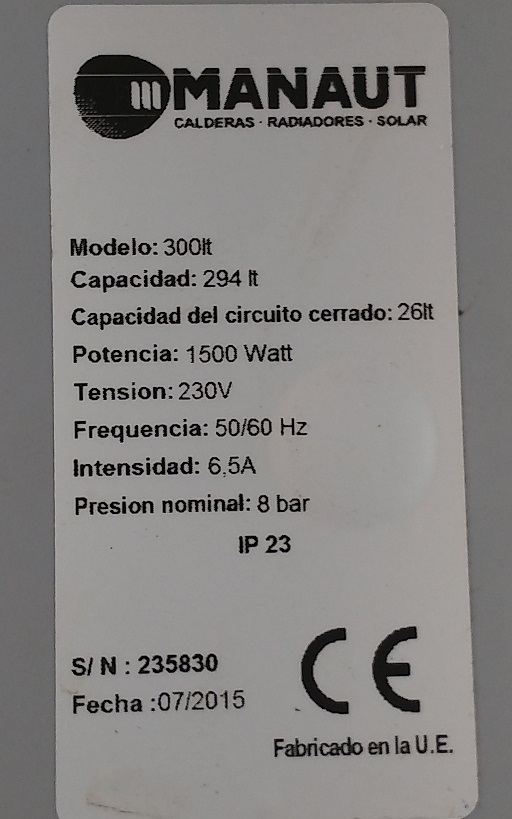 MANAUT
CALDERAS · RADIADORES · SOLAR
Modelo: 300lt
Capacidad: 294 lt
Capacidad del circuito cerrado: 26lt
Potencia: 1500 Watt
Tension: 230V
Frequencia: 50/60 Hz
Intensidad: 6,5A
Presion nominal: 8 bar
IP 23
S/ N : 235830
Fecha :07/2015
CE
Fabricado en la U.E.